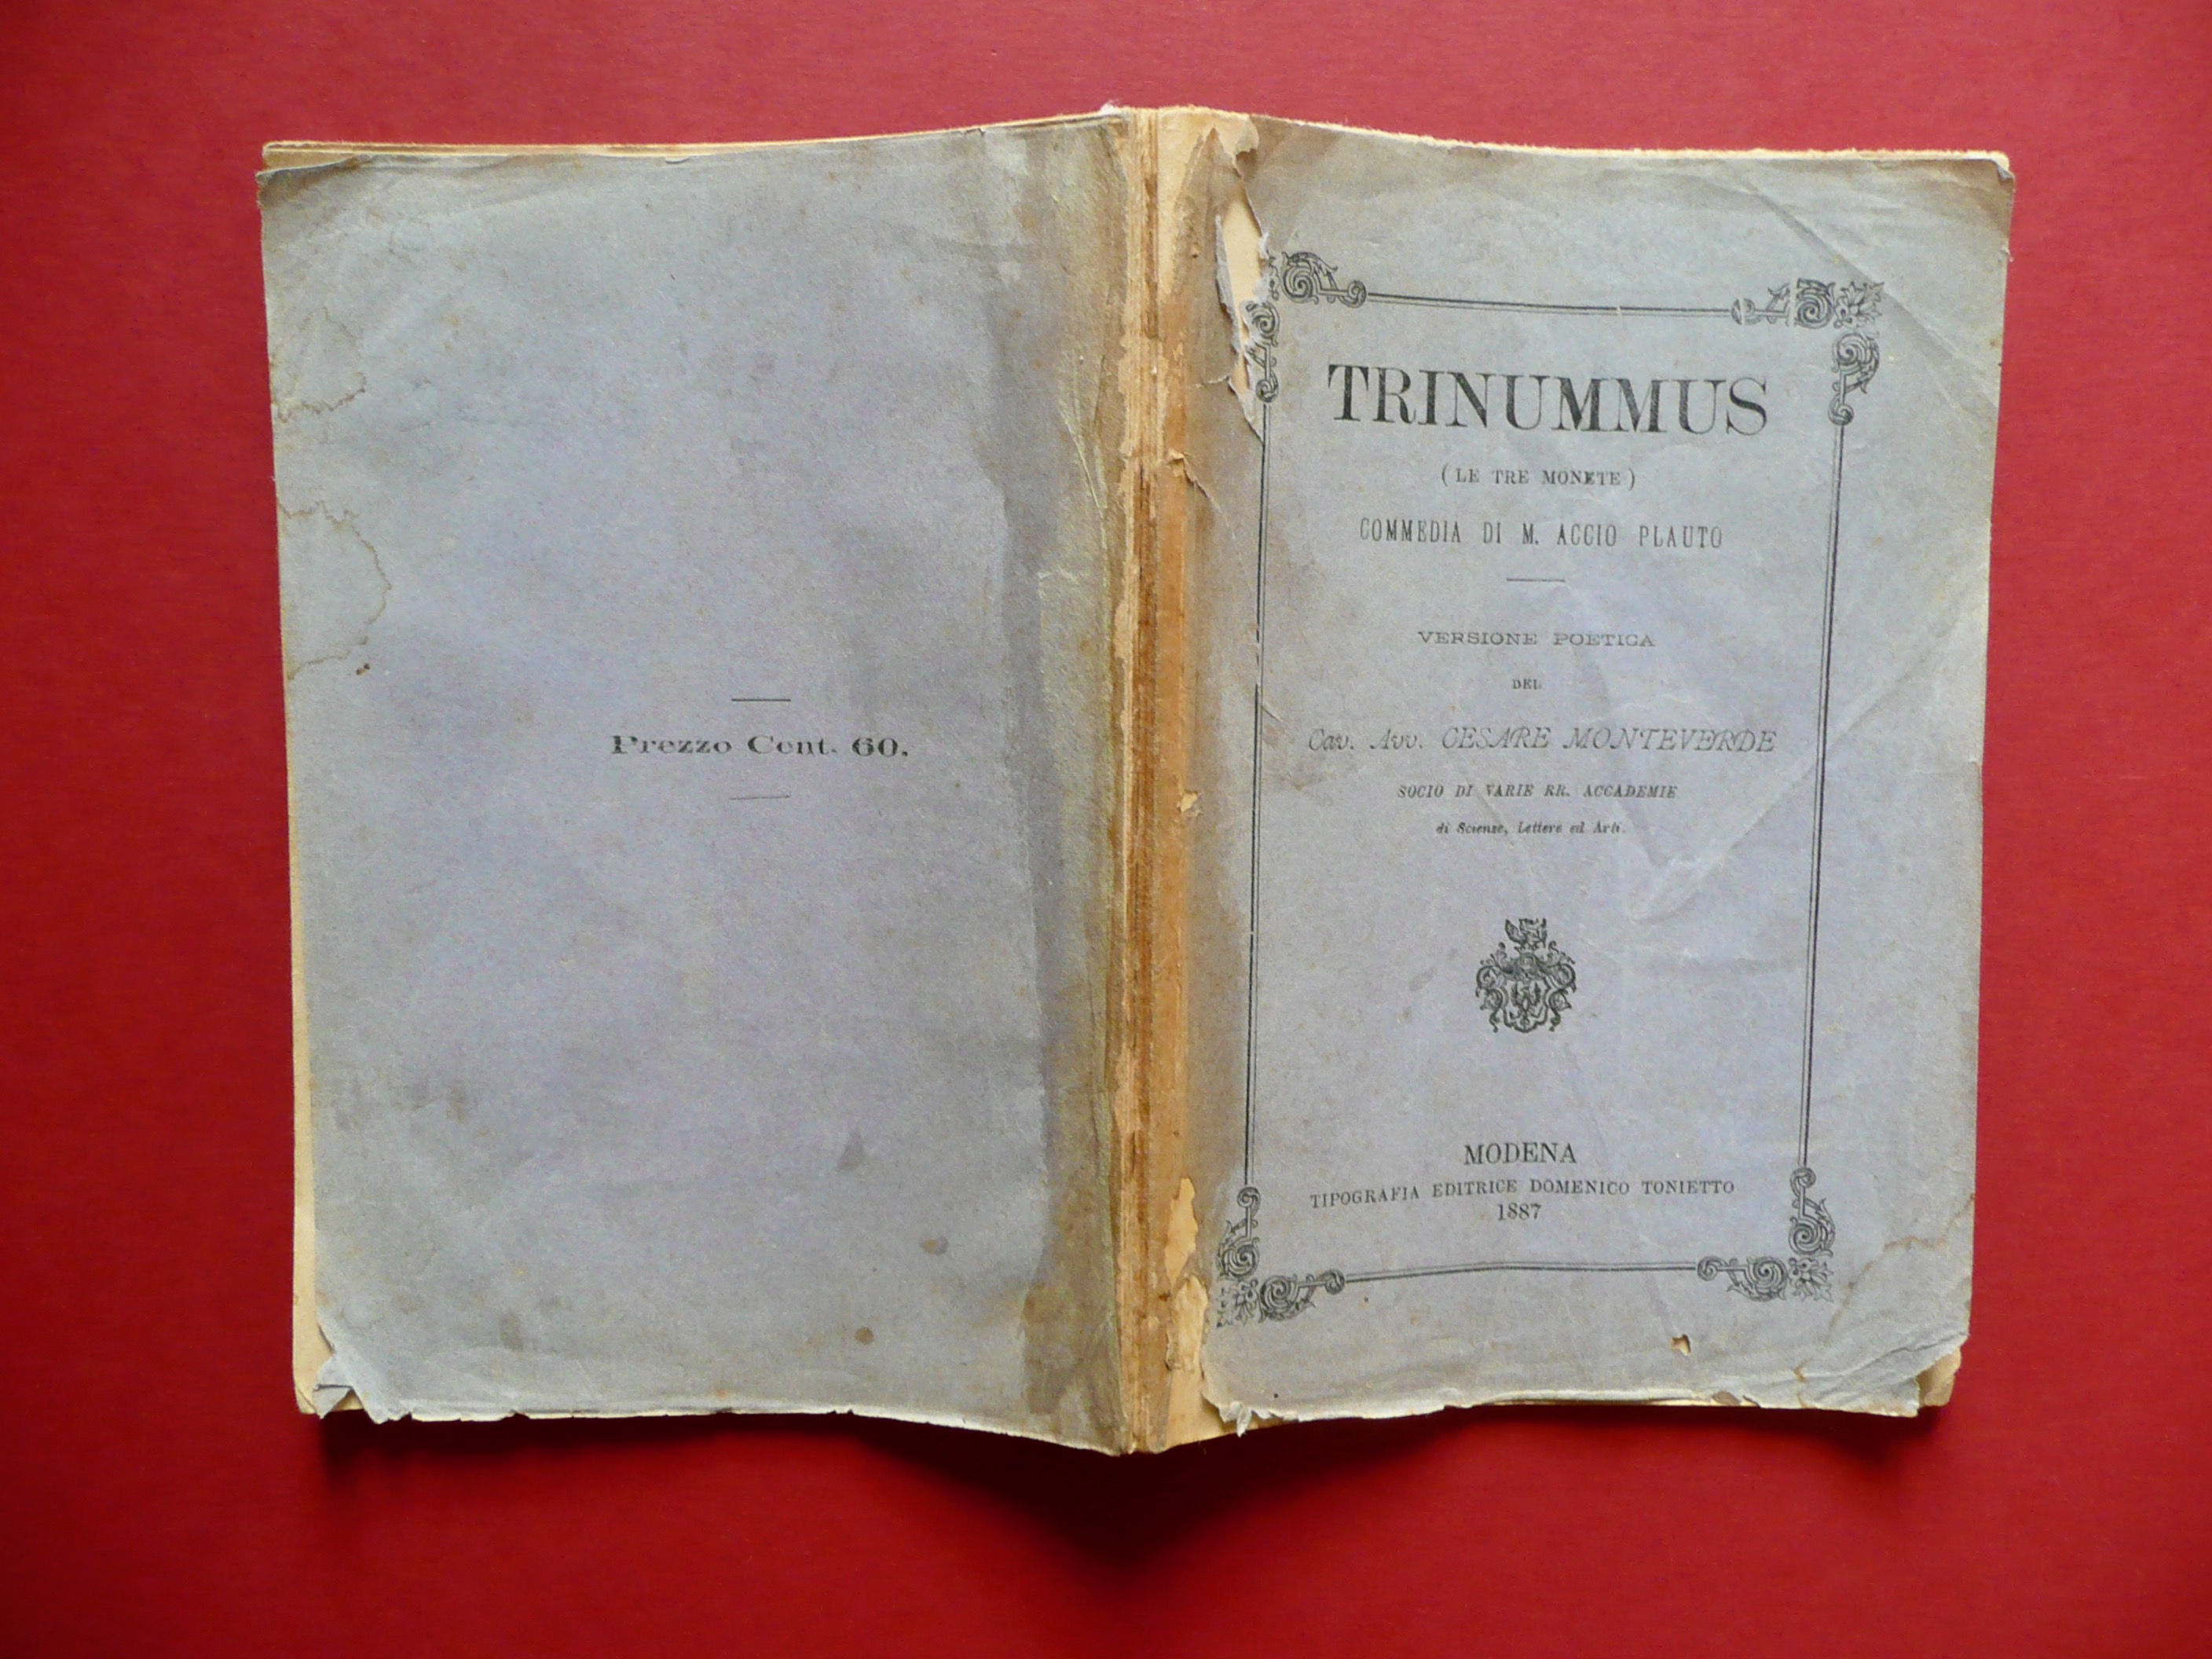 Prezzo Cent. 60.
TRINUMMUS
(LE TRE MONETE)
COMMEDIA DI M. ACCIO PLAUTO
VERSIONE POETICA
DEL
Cav. Avv. CESARE MONTEVERDE
SOCIO DI VARIE RR. ACCADEMIE
di Scienze, Lettere ed Arti.
MODENA
TIPOGRAFIA EDITRICE DOMENICO TONIETTO
1887